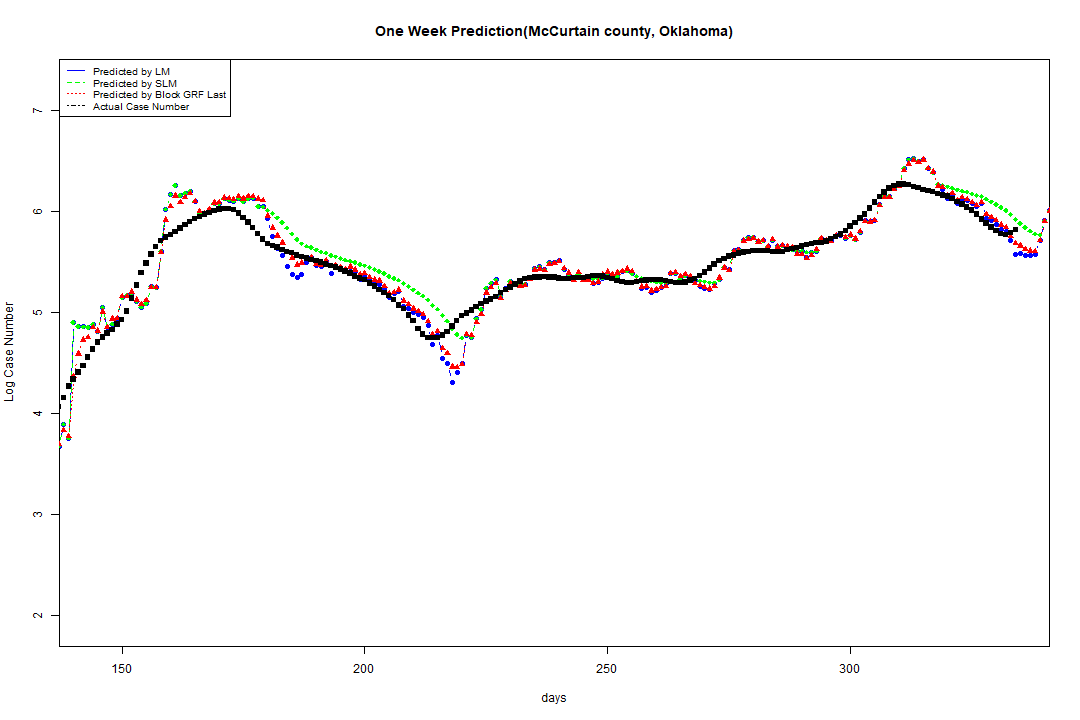 One Week Prediction(McCurtain county, Oklahoma)
Predicted by LM
Predicted by SLM
Predicted by Block GRF Last
Actual Case Number
7
6
5
4
3
2
Log Case Number
150 200 250 300
days